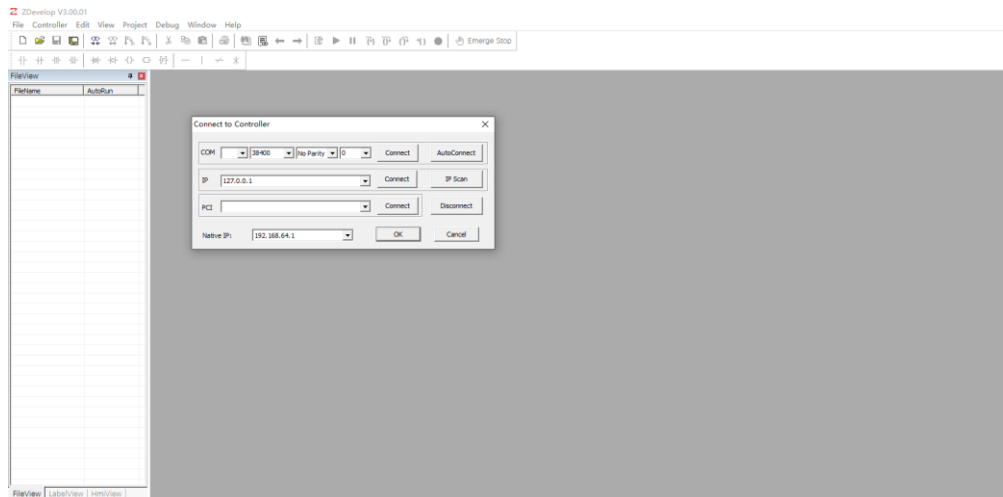 ZDevelop V3.00.01
File Controller Edit View Project Debug Window Help
Emerge Stop
FileView
FileName AutoRun
Connect to Controller
COM 38400 No Parity 0 Connect AutoConnect
IP 127.0.0.1 Connect IP Scan
PCI Connect Disconnect
Native IP: 192.168.64.1 OK Cancel
FileView LabelView HmiView